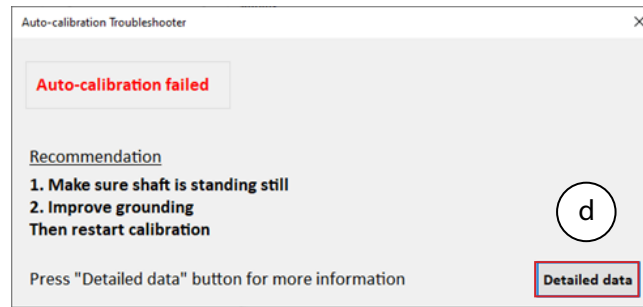 Auto-calibration Troubleshooter
Auto-calibration failed
Recommendation
1. Make sure shaft is standing still
2. Improve grounding
Then restart calibration
d
Press "Detailed data" button for more information
Detailed data